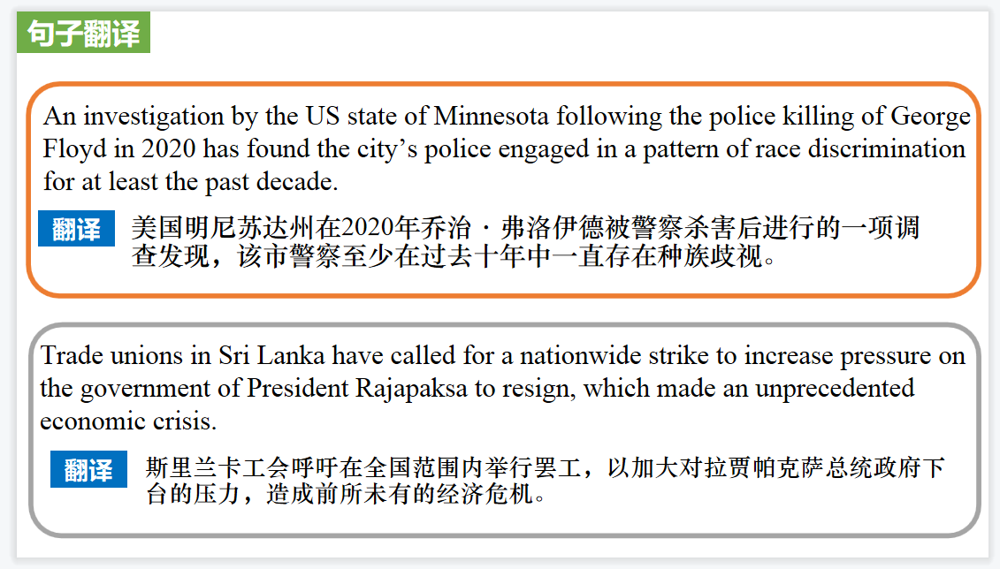 句子翻译
An investigation by the US state of Minnesota following the police killing of George
Floyd in 2020 has found the city’s police engaged in a pattern of race discrimination
for at least the past decade.
翻译
美国明尼苏达州在2020年乔治·弗洛伊德被警察杀害后进行的一项调
查发现，该市警察至少在过去十年中一直存在种族歧视。
Trade unions in Sri Lanka have called for a nationwide strike to increase pressure on
the government of President Rajapaksa to resign, which made an unprecedented
economic crisis.
翻译
斯里兰卡工会呼吁在全国范围内举行罢工，以加大对拉贾帕克萨总统政府下
台的压力，造成前所未有的经济危机。